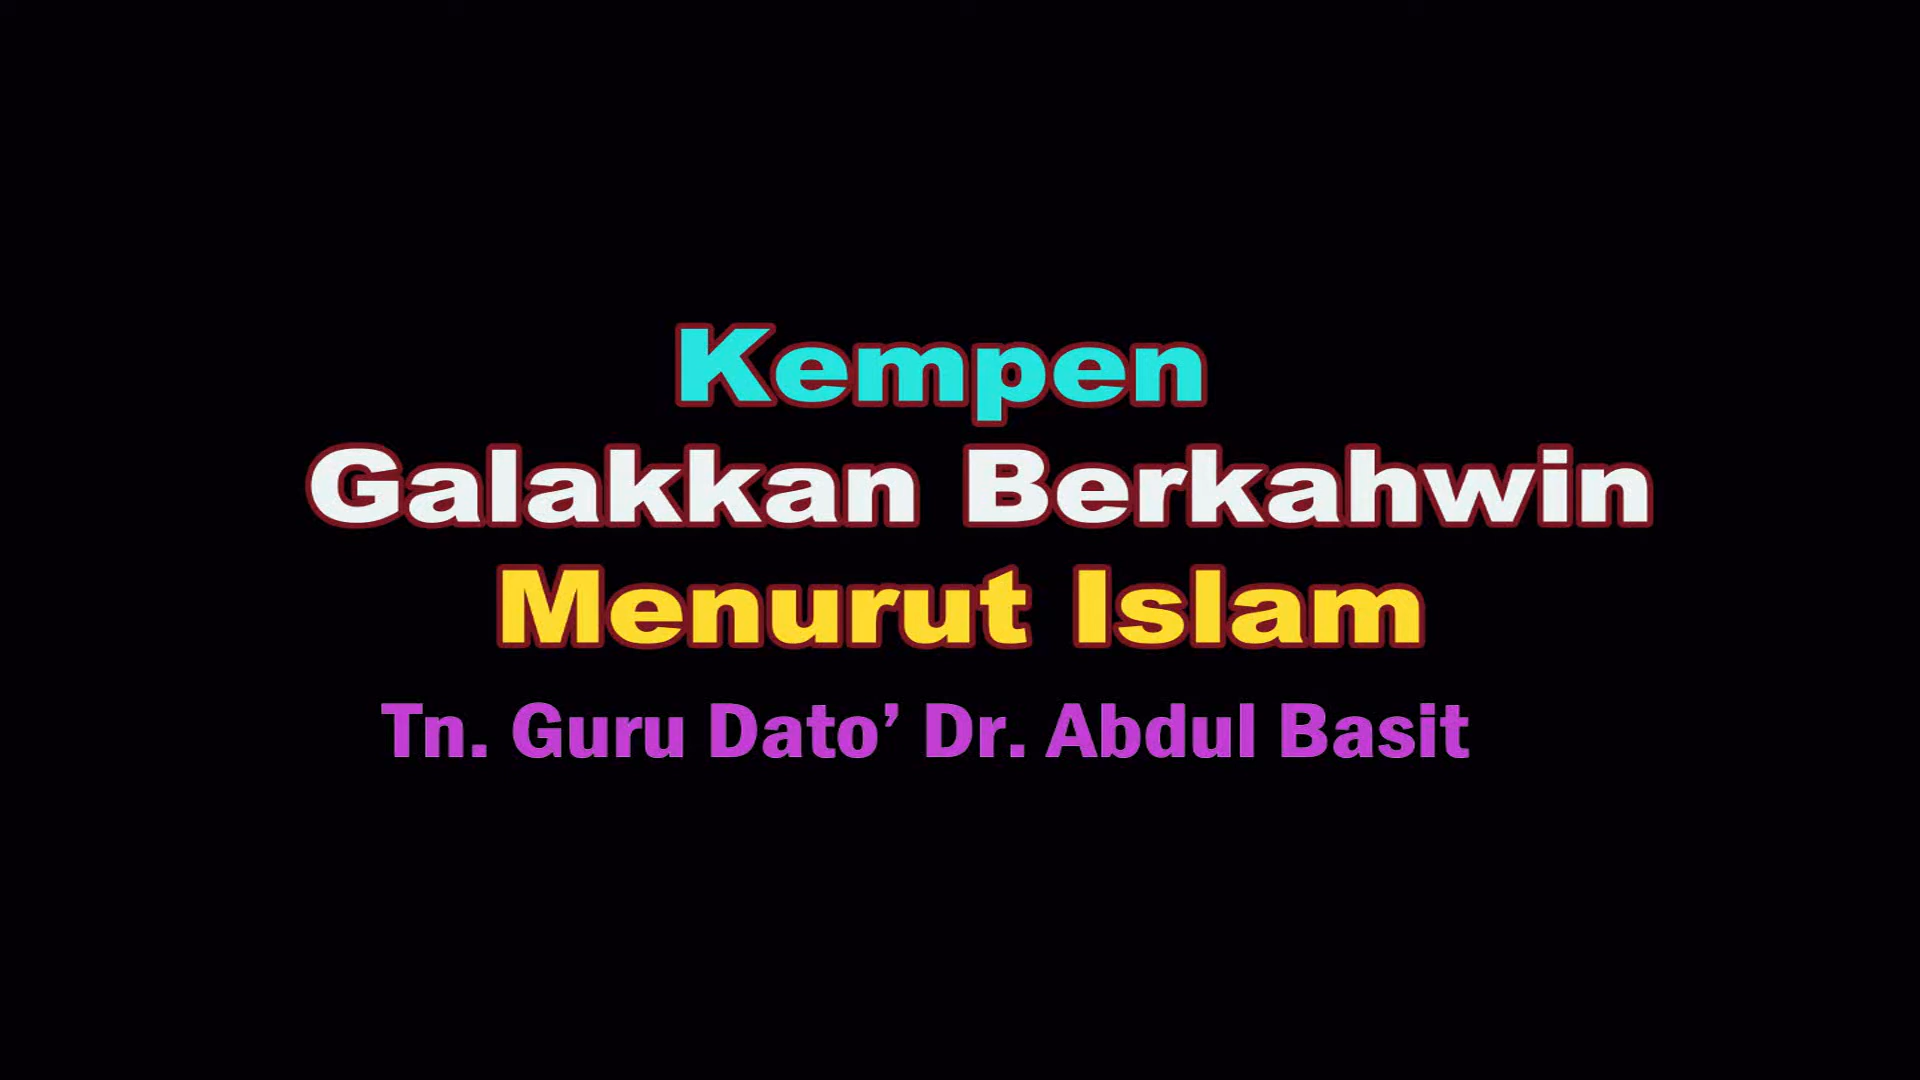 Kempen
Galakkan Berkahwin
Menurut Islam
Tn. Guru Dato’ Dr. Abdul Basit